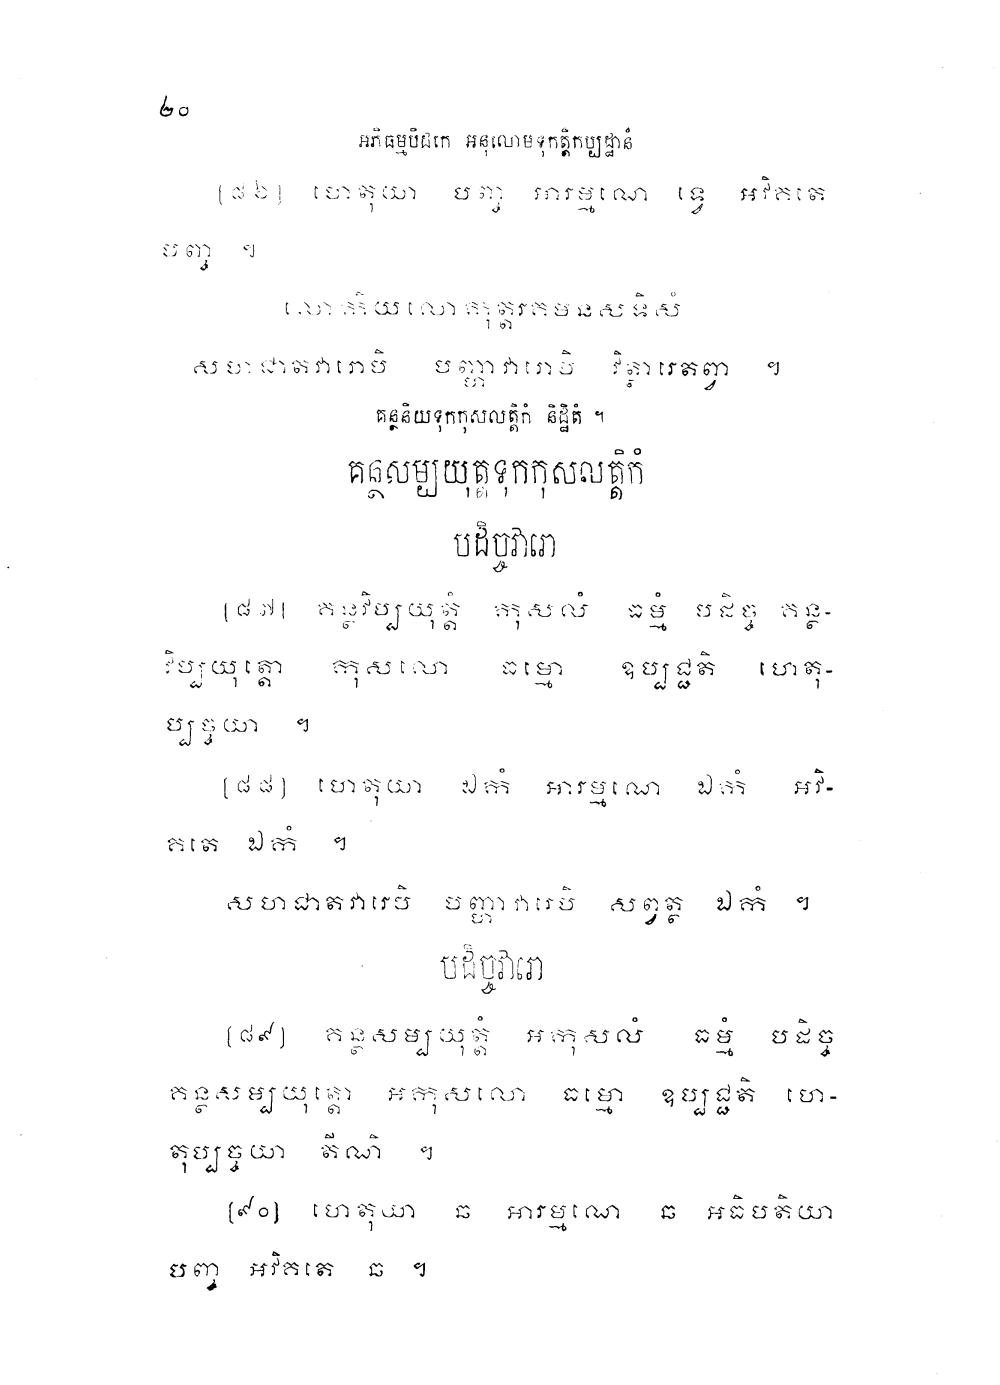 ២០
អភិធម្មបិដកេ អនុលោមទុកត្តិកប្បដ្ឋានំ
[៨៦] ហេតុយា បញ្ច អារម្មណេ ទ្វេ អវិគតេ
បញ្ច ។
លោកិយលោកុត្តរគមនសទិសំ
សហជាតវារោបិ បញ្ហាវារោបិ វិត្ថារេតព្វា ។
គន្ថនិយទុកកុសលត្តិកំ និដ្ឋិតំ ។
គន្ថសម្បយុត្តទុកកុសលត្តិកំ
បដិច្ចវារោ
[៨៧] គន្ថវិប្បយុត្តំ កុសលំ ធម្មំ បដិច្ច គន្ថ-
វិប្បយុត្តោ កុសលោ ធម្មោ ឧប្បជ្ជតិ ហេតុ-
ប្បច្ចយា ។
[៨៨] ហេតុយា ឯកំ អារម្មណេ ឯកំ អវិ-
គតេ ឯកំ ។
សហជាតវារេបិ បញ្ហាវារេបិ សព្វត្ថ ឯកំ ។
បដិច្ចវារោ
[៨៩] គន្ថសម្បយុត្តំ អកុសលំ ធម្មំ បដិច្ច
គន្ថសម្បយុត្តោ អកុសលោ ធម្មោ ឧប្បជ្ជតិ ហេ-
តុប្បច្ចយា តីណិ ។
[៩០] ហេតុយា ឆ អារម្មណេ ឆ អធិបតិយា
បញ្ច អវិគតេ ឆ ។